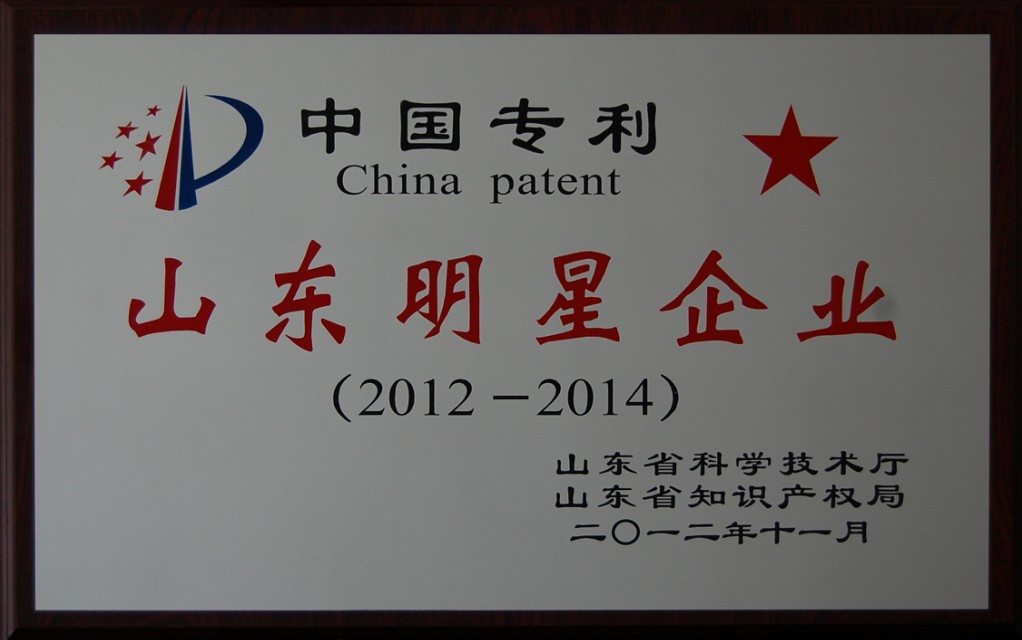 中国专利
China patent
山东明星企业
（2012－2014）
山东省科学技术厅
山东省知识产权局
二〇一二年十一月